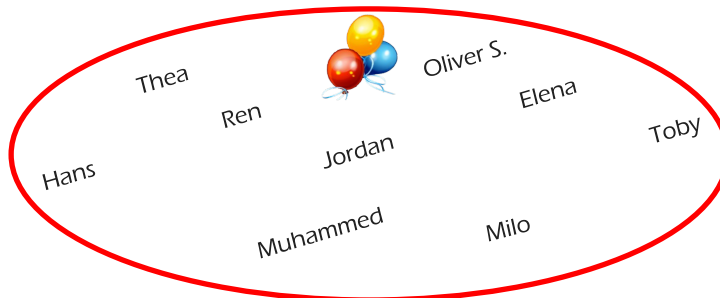 Oliver S.
Thea
Elena
Ren
Toby
Jordan
Hans
Milo
Muhammed